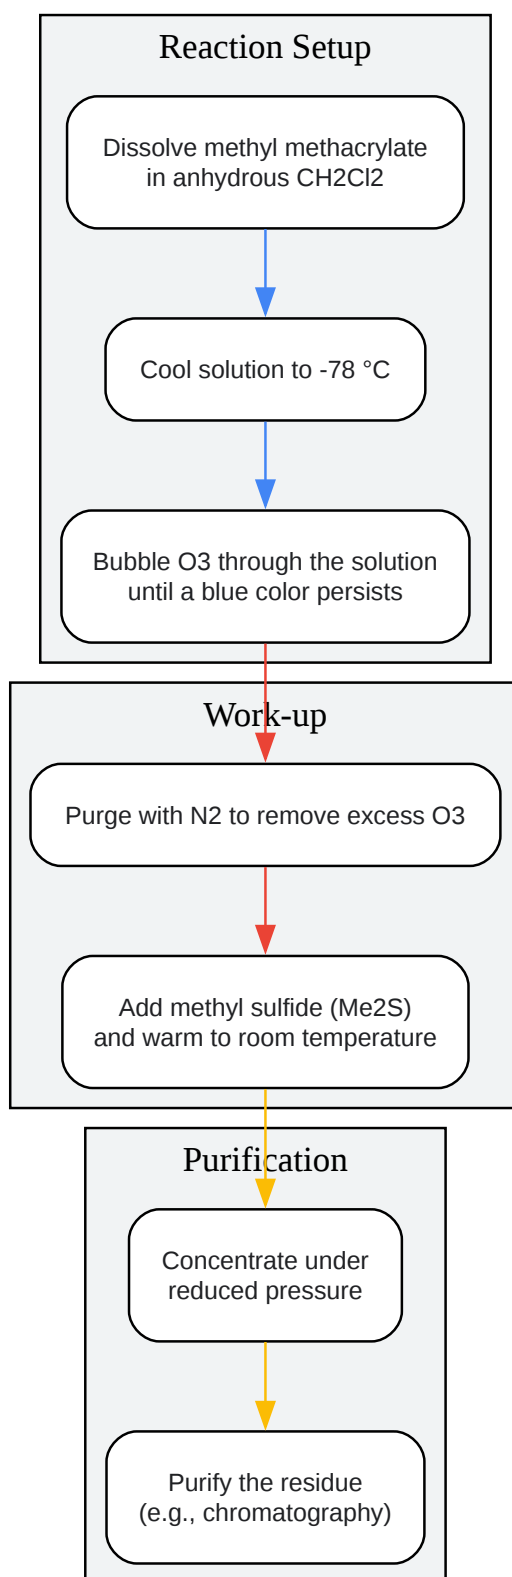 Reaction Setup
Dissolve methyl methacrylate
in anhydrous CH2Cl2
Cool solution to -78 °C
Bubble O3 through the solution
until a blue color persists
Work-up
Purge with N2 to remove excess O3
Add methyl sulfide (Me2S)
and warm to room temperature
Purification
Concentrate under
reduced pressure
Purify the residue
(e.g., chromatography)